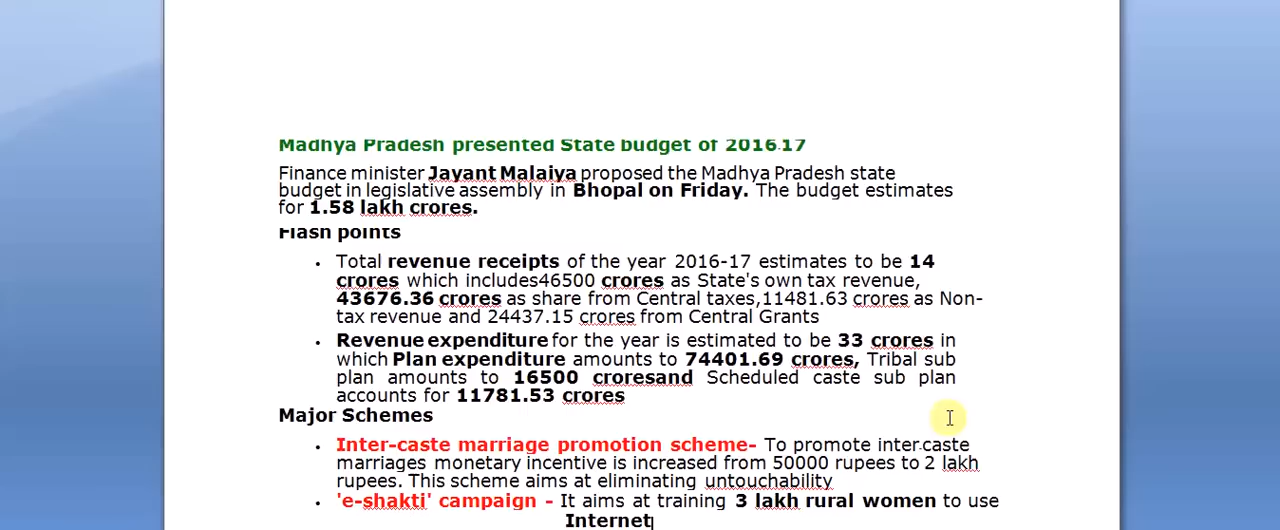 Madhya Pradesh presented State budget of 2016-17
Finance minister Jayant Malaiya proposed the Madhya Pradesh state
budget in legislative assembly in Bhopal on Friday. The budget estimates
for 1.58 lakh crores.
Flash points
• Total revenue receipts of the year 2016-17 estimates to be 14
crores which includes46500 crores as State's own tax revenue,
43676.36 crores as share from Central taxes,11481.63 crores as Non-
tax revenue and 24437.15 crores from Central Grants
• Revenue expenditure for the year is estimated to be 33 crores in
which Plan expenditure amounts to 74401.69 crores, Tribal sub
plan amounts to 16500 croresand Scheduled caste sub plan
accounts for 11781.53 crores
Major Schemes
• Inter-caste marriage promotion scheme- To promote inter-caste
marriages monetary incentive is increased from 50000 rupees to 2 lakh
rupees. This scheme aims at eliminating untouchability
• 'e-shakti' campaign - It aims at training 3 lakh rural women to use
Internet